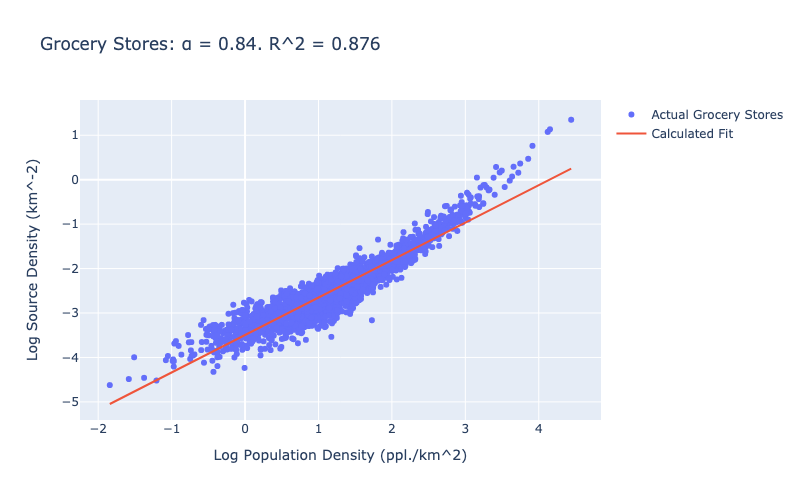 Grocery Stores: α = 0.84. R^2 = 0.876
Actual Grocery Stores
Calculated Fit
Log Source Density (km^-2)
1
0
−1
−2
−3
−4
−5
−2 −1 0 1 2 3 4
Log Population Density (ppl./km^2)